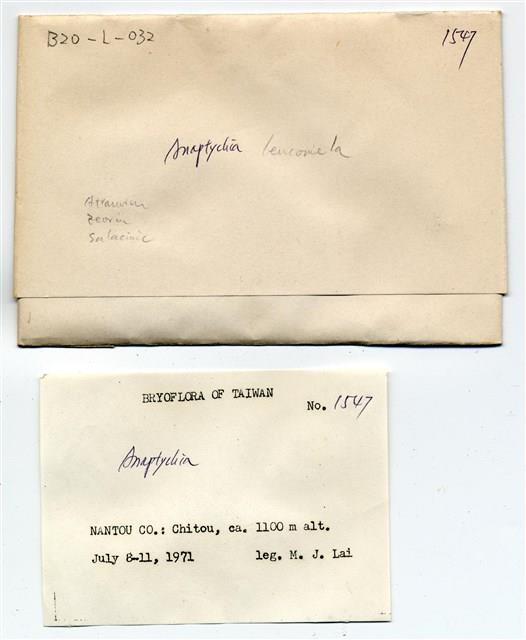 B20-L-032
1547
Anaptychia leucomela
Atranorin
Zeorin
Salacinic
BRYOFLORA OF TAIWAN
No. 1547
Anaptychia
NANTOU CO.: Chitou, ca. 1100 m alt.
July 8-11, 1971 leg. M. J. Lai